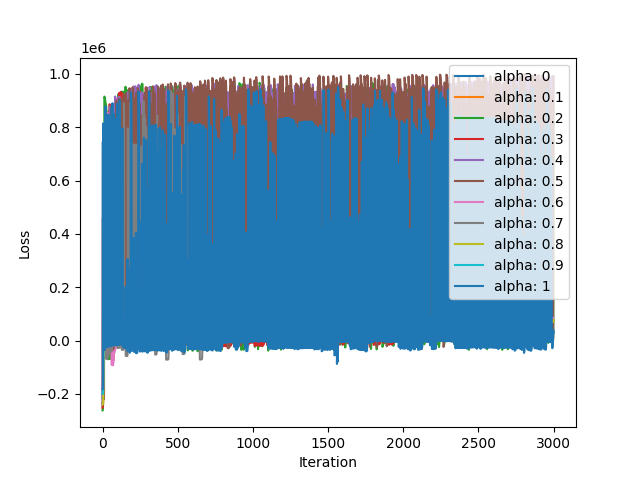 1e6
1.0
0.8
0.6
0.4
0.2
0.0
−0.2
Loss
0
500
1000
1500
2000
2500
3000
Iteration
alpha: 0
alpha: 0.1
alpha: 0.2
alpha: 0.3
alpha: 0.4
alpha: 0.5
alpha: 0.6
alpha: 0.7
alpha: 0.8
alpha: 0.9
alpha: 1